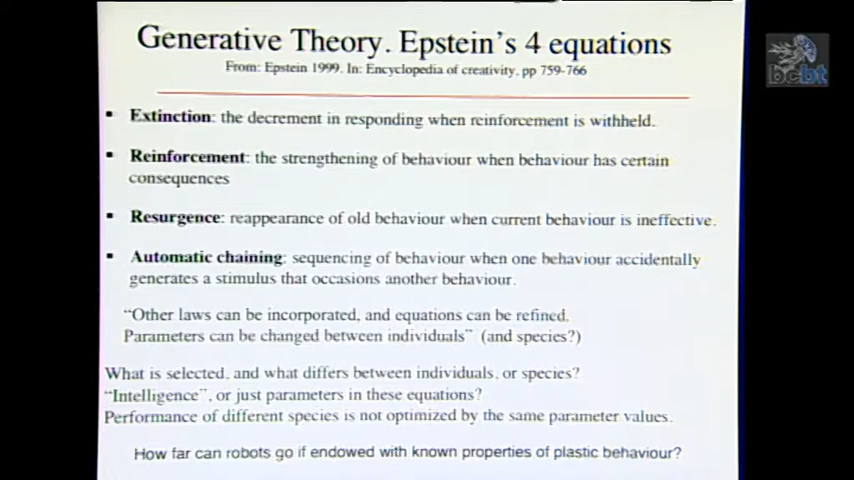 Generative Theory. Epstein's 4 equations
From: Epstein 1999. In: Encyclopedia of creativity. pp 759-766
▪ Extinction: the decrement in responding when reinforcement is withheld.
▪ Reinforcement: the strengthening of behaviour when behaviour has certain
consequences
▪ Resurgence: reappearance of old behaviour when current behaviour is ineffective.
▪ Automatic chaining: sequencing of behaviour when one behaviour accidentally
generates a stimulus that occasions another behaviour.
"Other laws can be incorporated, and equations can be refined.
Parameters can be changed between individuals" (and species?)
What is selected, and what differs between individuals, or species?
"Intelligence", or just parameters in these equations?
Performance of different species is not optimized by the same parameter values.
How far can robots go if endowed with known properties of plastic behaviour?
bcbt